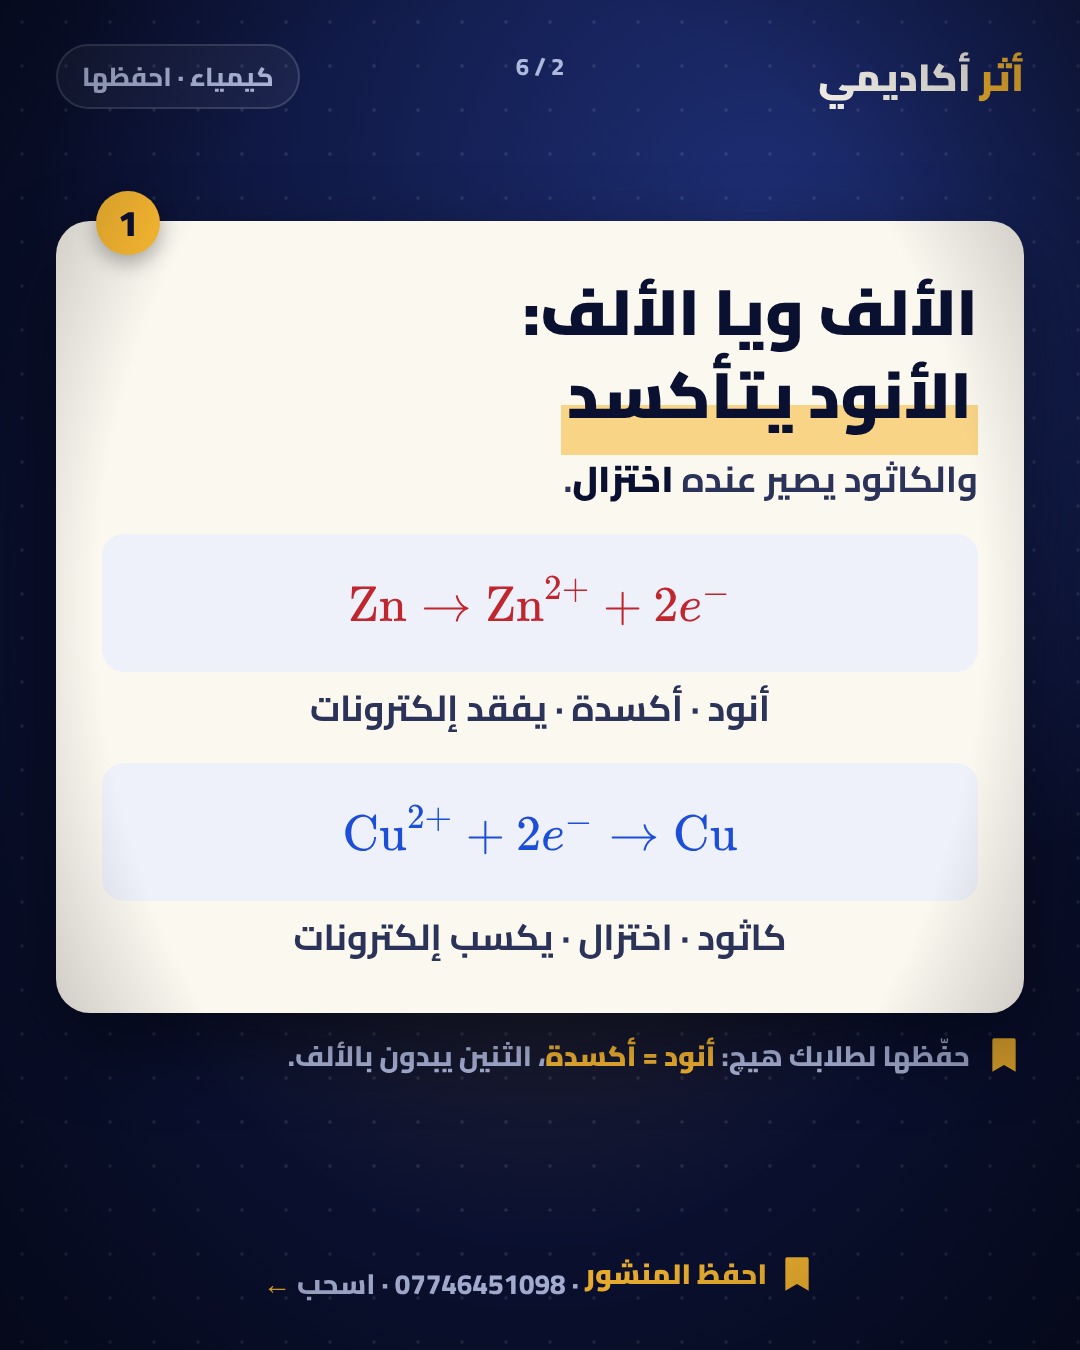 أثر أكاديمي
6 / 2
كيمياء · احفظها
1
الألف ويا الألف:
الأنود يتأكسد
والكاثود يصير عنده اختزال.
Zn → Zn²⁺ + 2e⁻
أنود · أكسدة · يفقد إلكترونات
Cu²⁺ + 2e⁻ → Cu
كاثود · اختزال · يكسب إلكترونات
حفّظها لطلابك هيچ: أنود = أكسدة، الثنين يبدون بالألف.
احفظ المنشور · 07746451098 · اسحب ←